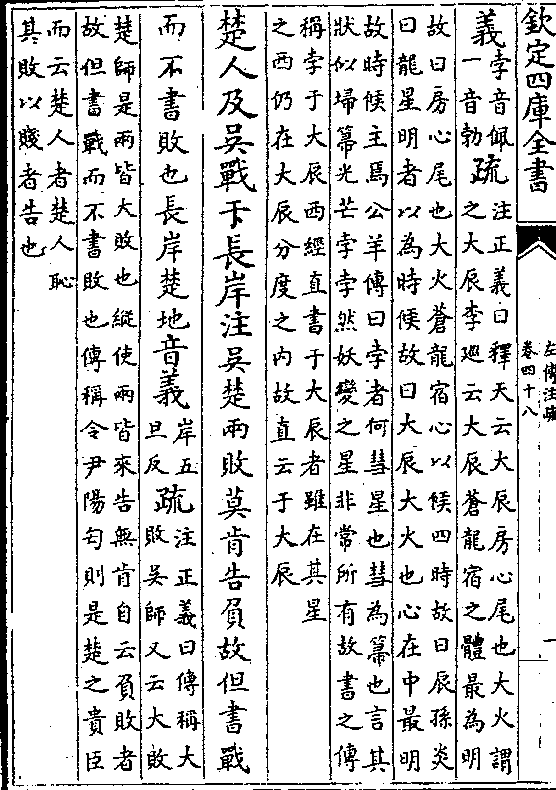 欽定四庫全書
左傳注疏
卷四十八
一
義
孛音佩
一音勃
疏
注正義曰釋天云大辰房心尾也大火謂
之大辰李廵云大辰蒼龍宿之體最為明
故曰房心尾也大火蒼龍宿心以候四時故曰辰孫炎
曰龍星明者以為時候故曰大辰大火也心在中最明
故時候主焉公羊傳曰孛者何彗星也彗為箒也言其
狀似埽箒光芒孛孛然妖變之星非常所有故書之傳
稱孛于大辰西經直書于大辰者雖在其星
之西仍在大辰分度之内故直云于大辰
楚人及吳戰于長岸注吳楚兩敗莫肯告負故但書戰
而不書敗也長岸楚地音義
岸五
旦反
疏
注正義曰傳稱大
敗吳師又云大敗
楚師是兩皆大敗也縱使兩皆來告無肯自云負敗者
故但書戰而不書敗也傳稱令尹陽匄則是楚之貴臣
而云楚人者楚人恥
其敗以賤者告也